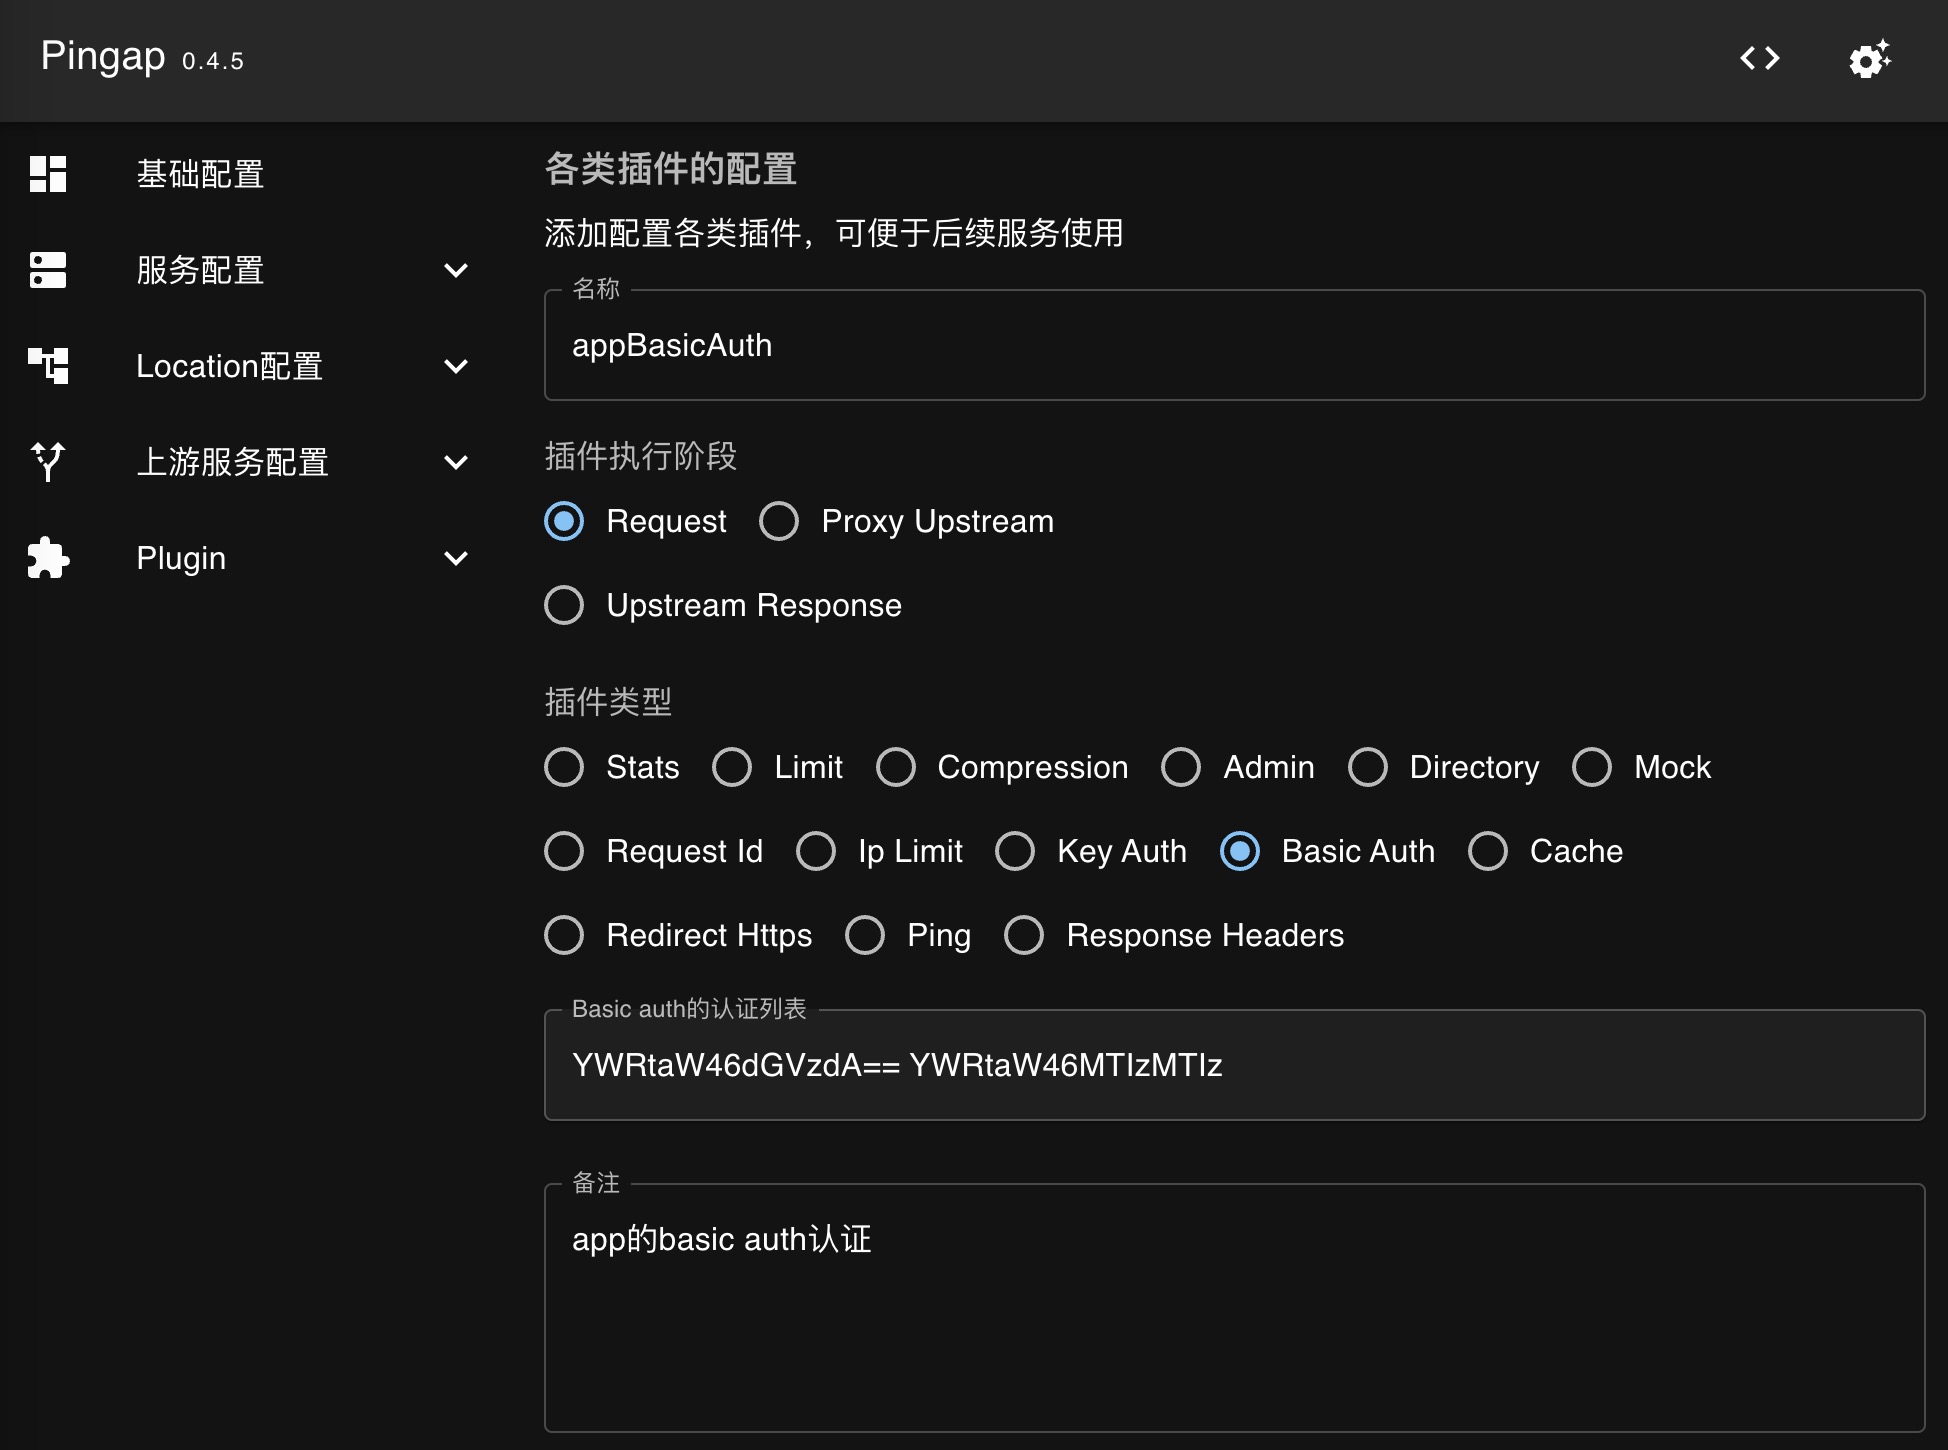 Pingap 0.4.5
基础配置
服务配置
Location配置
上游服务配置
Plugin
各类插件的配置
添加配置各类插件，可便于后续服务使用
名称
appBasicAuth
插件执行阶段
Request Proxy Upstream
Upstream Response
插件类型
Stats Limit Compression Admin Directory Mock
Request Id Ip Limit Key Auth Basic Auth Cache
Redirect Https Ping Response Headers
Basic auth的认证列表
YWRtaW46dGVzdA== YWRtaW46MTIzMTIz
备注
app的basic auth认证